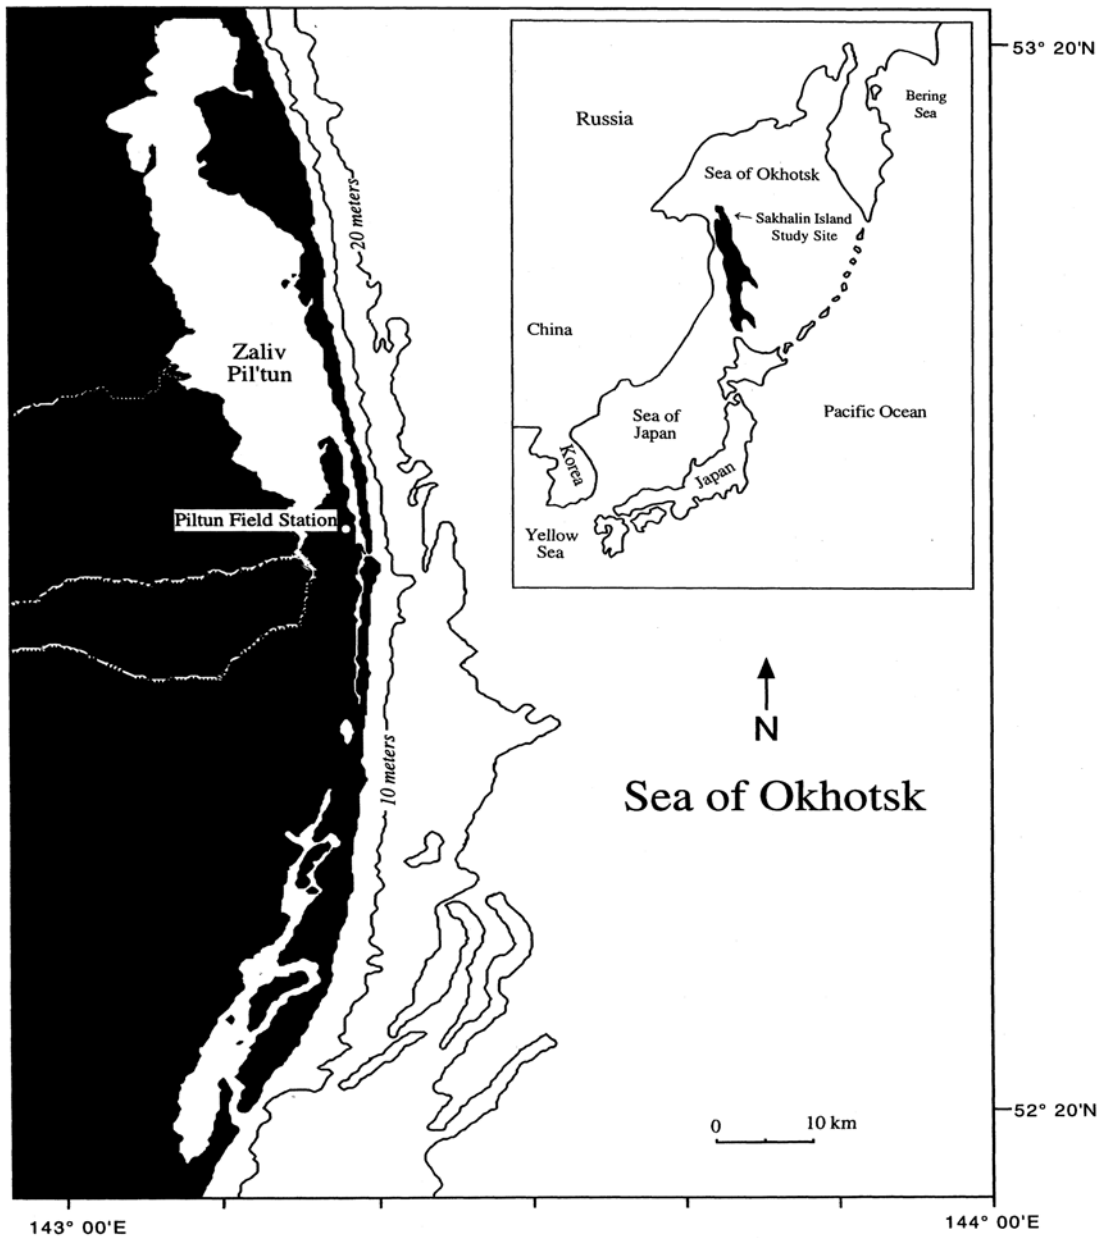 53° 20'N
Russia
Bering
Sea
Sea of Okhotsk
←Sakhalin Island
Study Site
20 meters
China
Zaliv
Pil'tun
Pacific Ocean
Sea of
Japan
Korea
Japan
Piltun Field Station
Yellow
Sea
N
10 meters
Sea of Okhotsk
0 10 km
52° 20'N
143° 00'E
144° 00'E